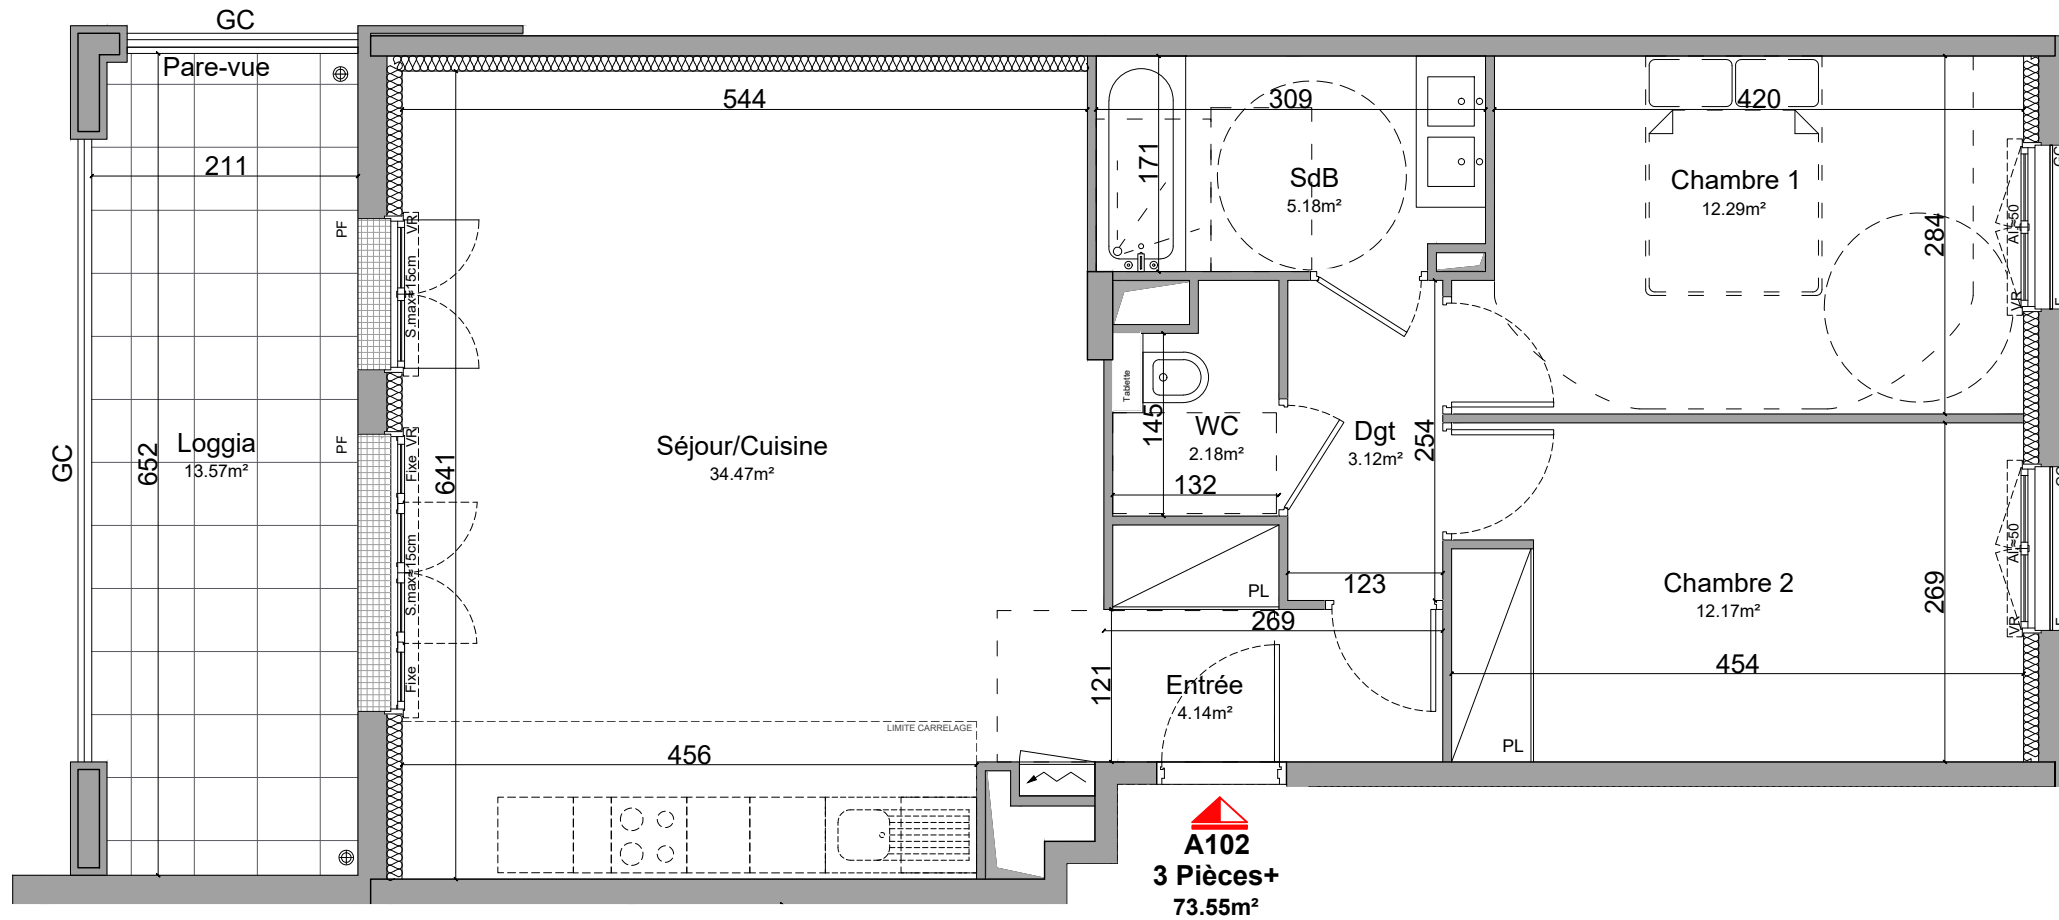 GC
Pare-vue
544
309
420
211
171
SdB
5.18m²
Chambre 1
12.29m²
284
PF
VR
S.max=15cm
Al.=50
VR
Tablette
145
WC
2.18m²
132
Dgt
3.12m²
254
GC
652
Loggia
13.57m²
PF
641
Fixe
VR
S.max=15cm
Fixe
Séjour/Cuisine
34.47m²
PL
123
269
121
Entrée
4.14m²
Chambre 2
12.17m²
269
Al.=50
VR
454
PL
LIMITE CARRELAGE
456
A102
3 Pièces+
73.55m²